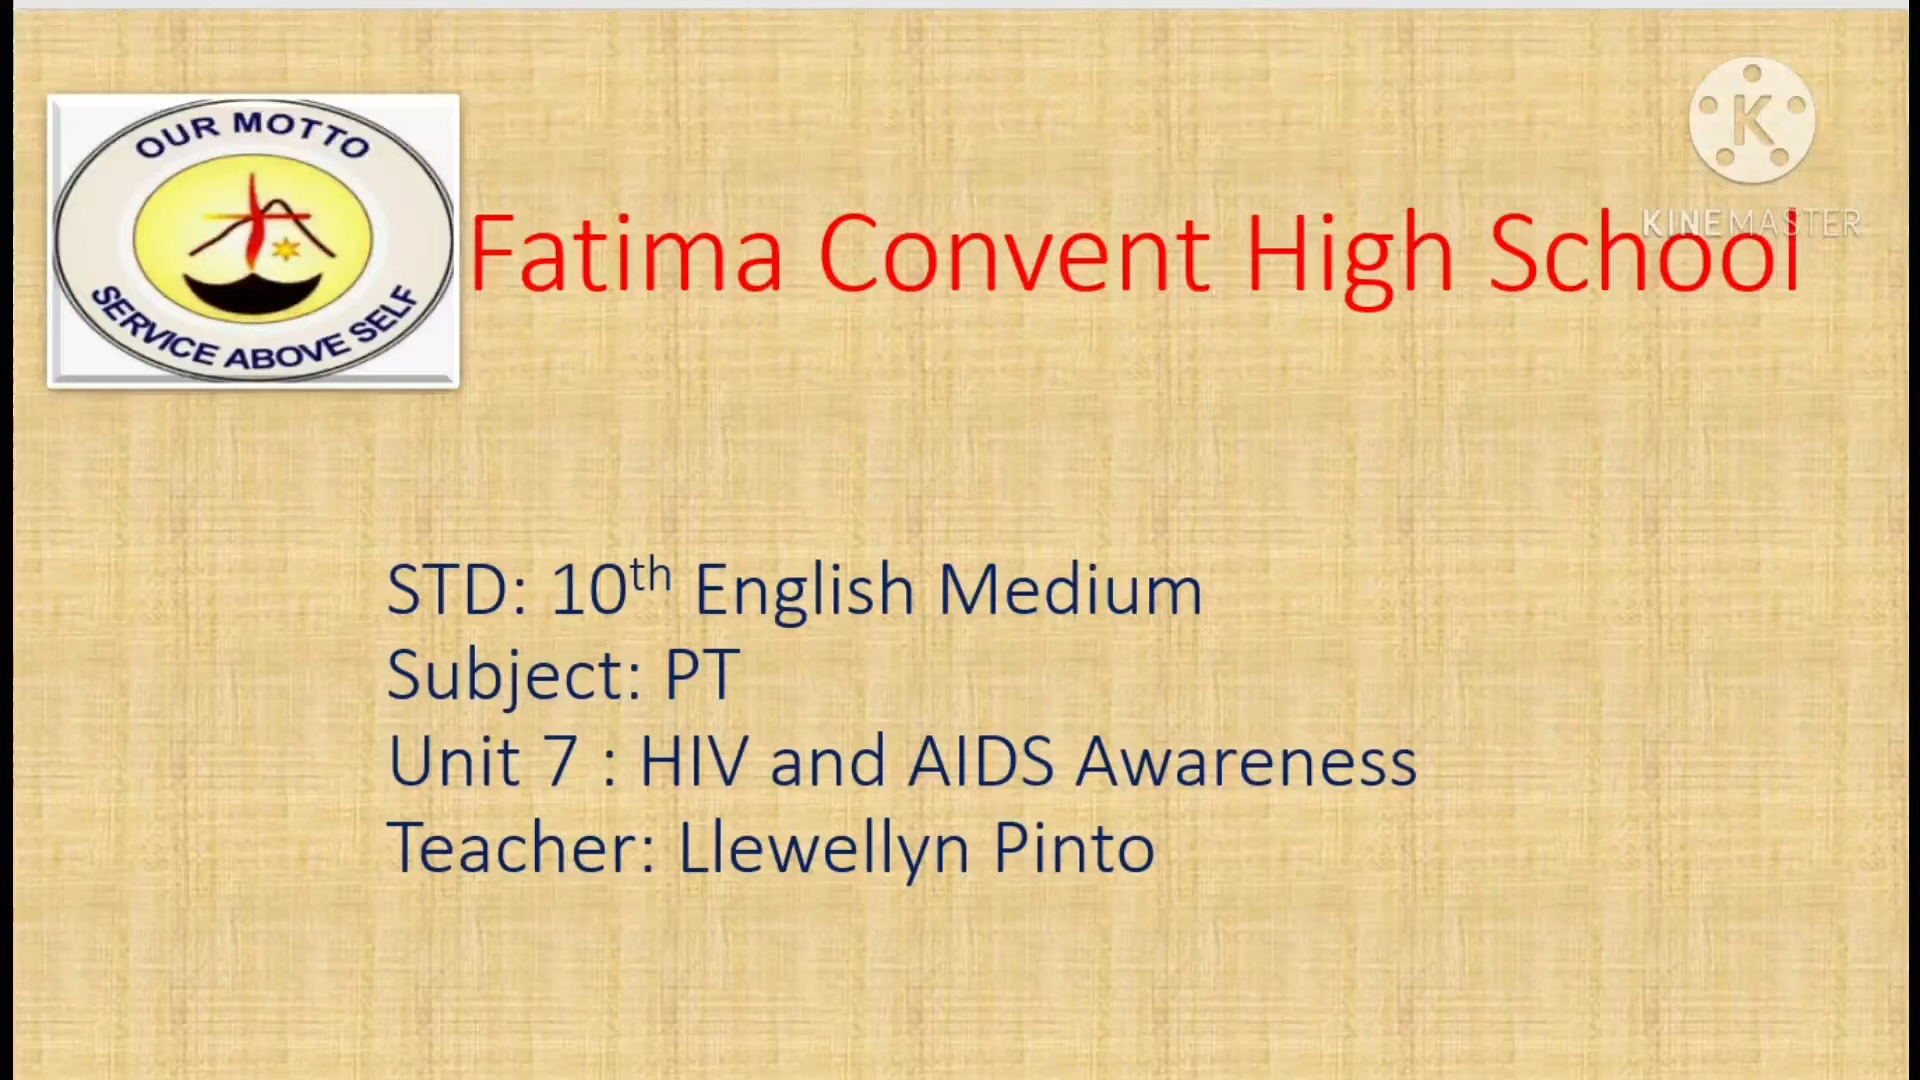 OUR MOTTO
SERVICE ABOVE SELF
K
KINEMASTER
Fatima Convent High School
STD: 10th English Medium
Subject: PT
Unit 7 : HIV and AIDS Awareness
Teacher: Llewellyn Pinto